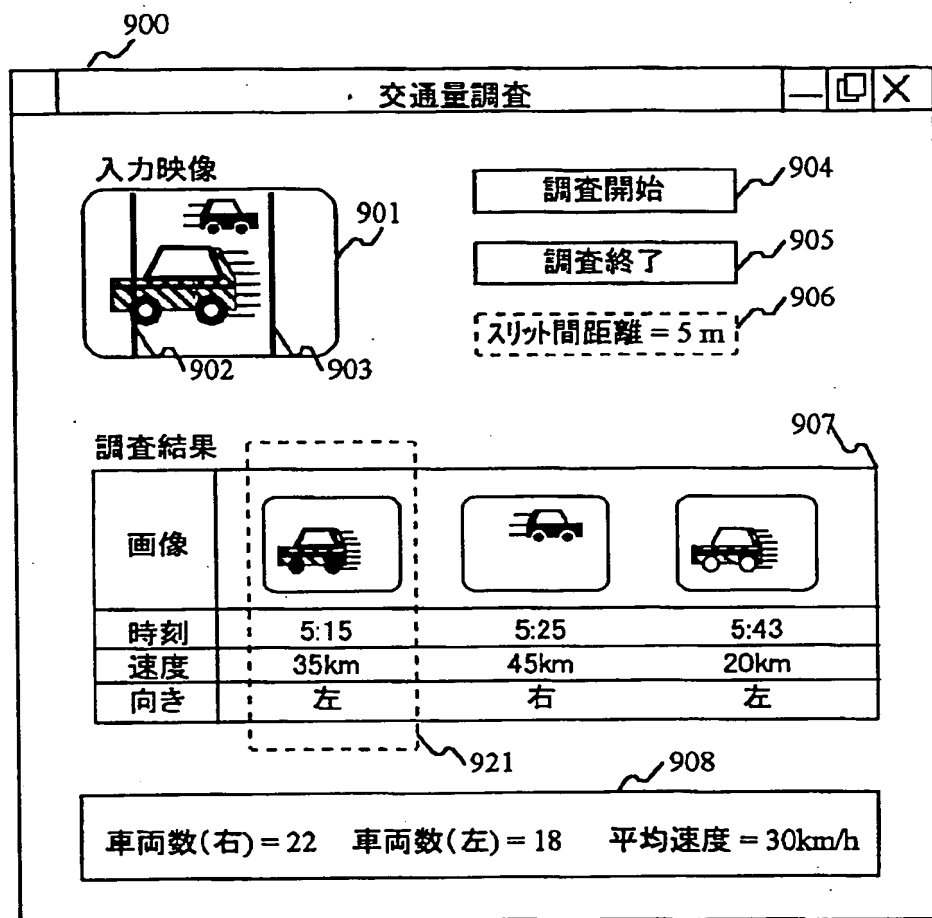 900
交通量調査
入力映像
901
902
903
調査開始
904
調査終了
905
スリット間距離 = 5 m
906
調査結果
907
画像
時刻 5:15 5:25 5:43
速度 35km 45km 20km
向き 左 右 左
921
908
車両数(右) = 22 車両数(左) = 18 平均速度 = 30km/h